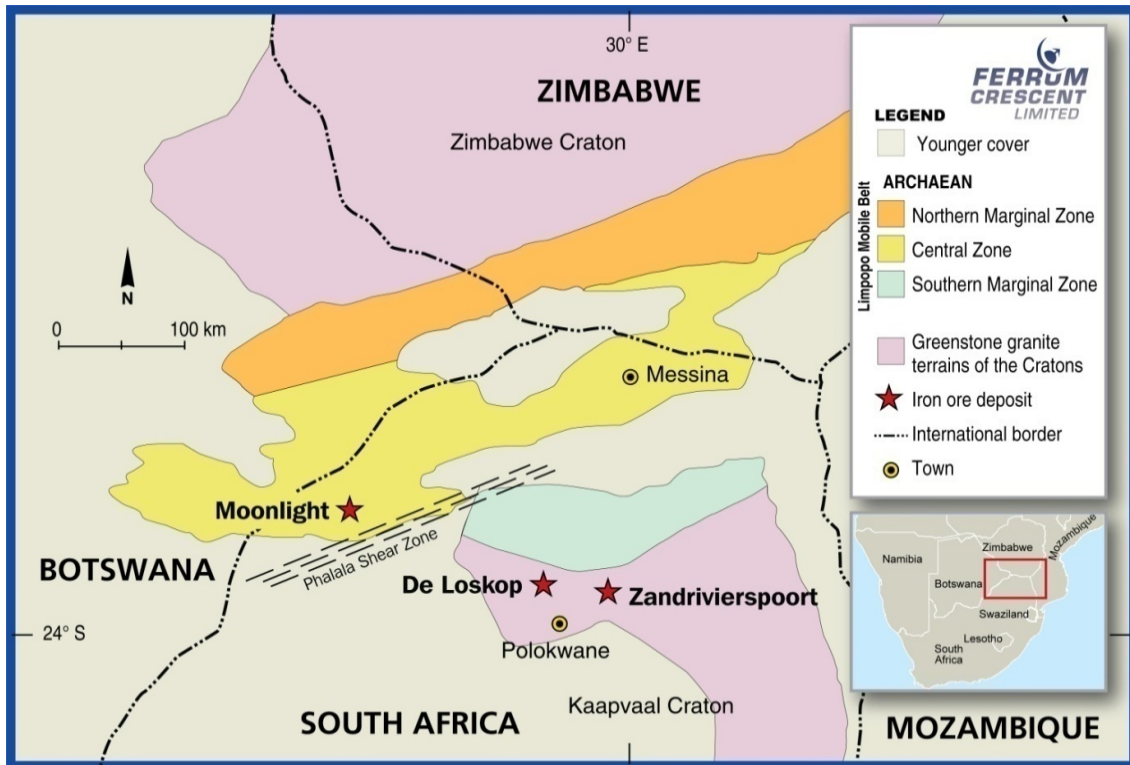 30° E
ZIMBABWE
Zimbabwe Craton
N
0 100 km
Messina
Moonlight
Phalala Shear Zone
BOTSWANA
De Loskop
Zandrivierspoort
24° S
Polokwane
Kaapvaal Craton
SOUTH AFRICA
MOZAMBIQUE
FERRUM
CRESCENT
LIMITED
LEGEND
Younger cover
ARCHAEAN
Limpopo Mobile Belt
Northern Marginal Zone
Central Zone
Southern Marginal Zone
Greenstone granite
terrains of the Cratons
Iron ore deposit
International border
Town
Zimbabwe
Mozambique
Namibia
Botswana
Swaziland
Lesotho
South
Africa